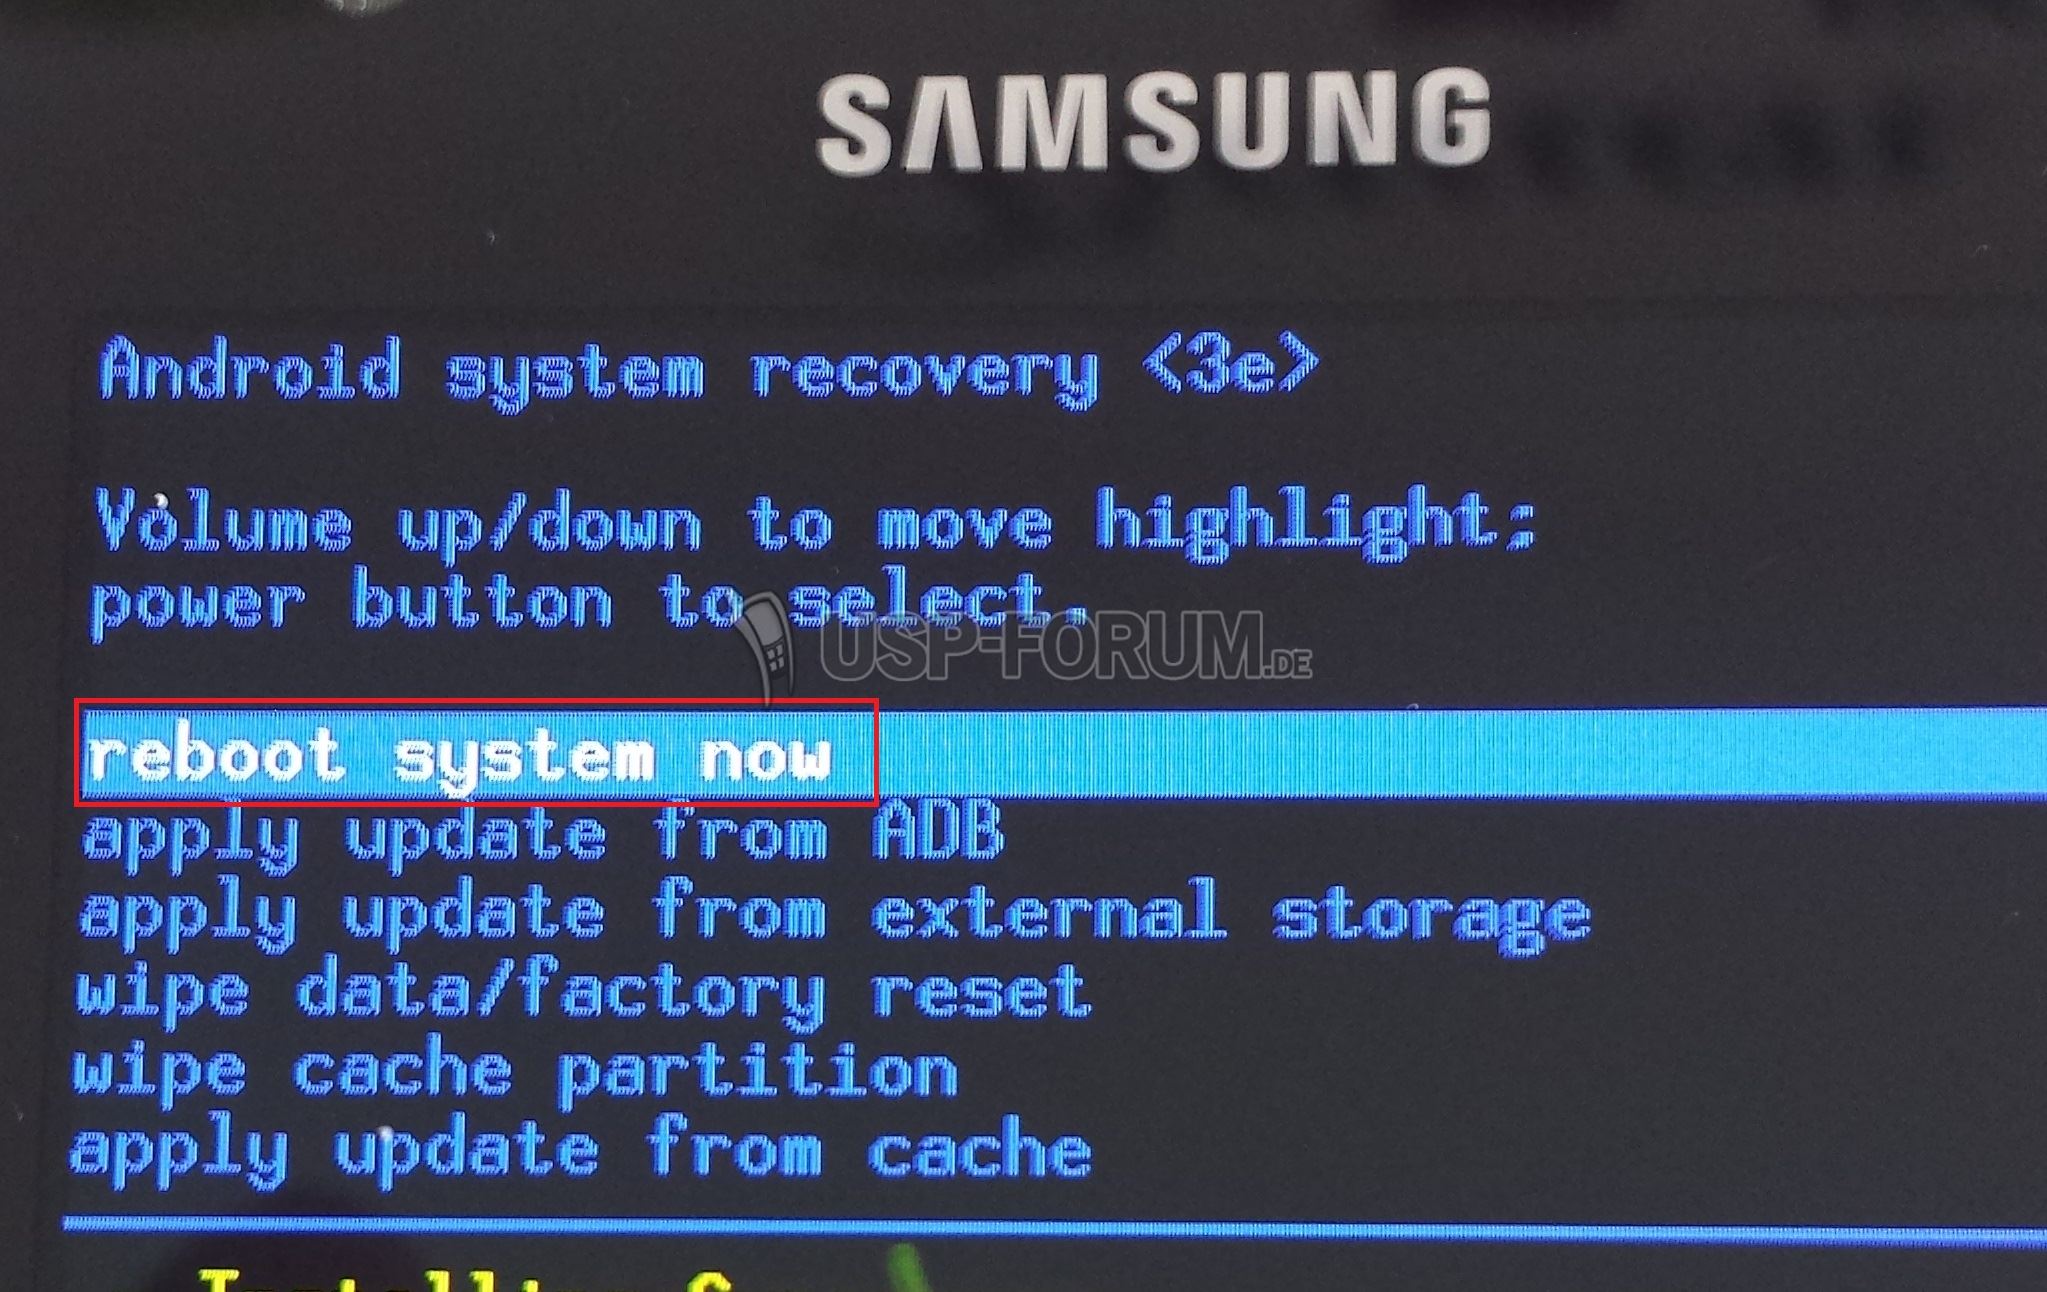 SAMSUNG
Android system recovery <3e>
Volume up/down to move highlight;
power button to select.
USP-FORUM.DE
reboot system now
apply update from ADB
apply update from external storage
wipe data/factory reset
wipe cache partition
apply update from cache